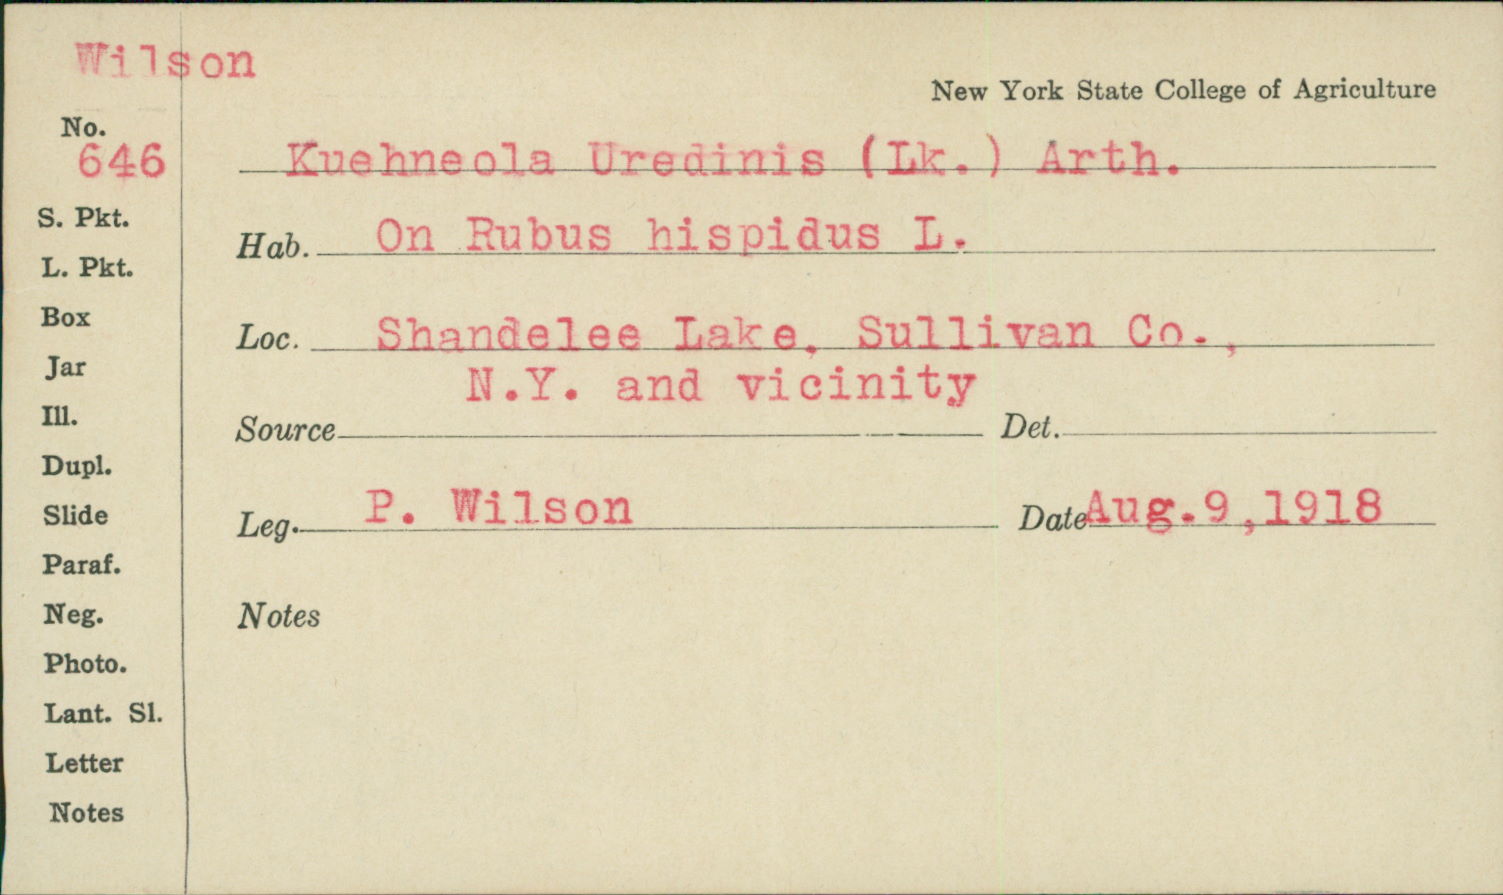 Wilson
New York State College of Agriculture
No.
646
Kuehneola Uredinis (Lk.) Arth.
S. Pkt.
Hab. On Rubus hispidus L.
L. Pkt.
Box
Loc. Shandelee Lake, Sullivan Co.,
Jar
N.Y. and vicinity
Ill.
Source Det.
Dupl.
Slide
Leg. P. Wilson Date Aug.9,1918
Paraf.
Neg.
Notes
Photo.
Lant. Sl.
Letter
Notes